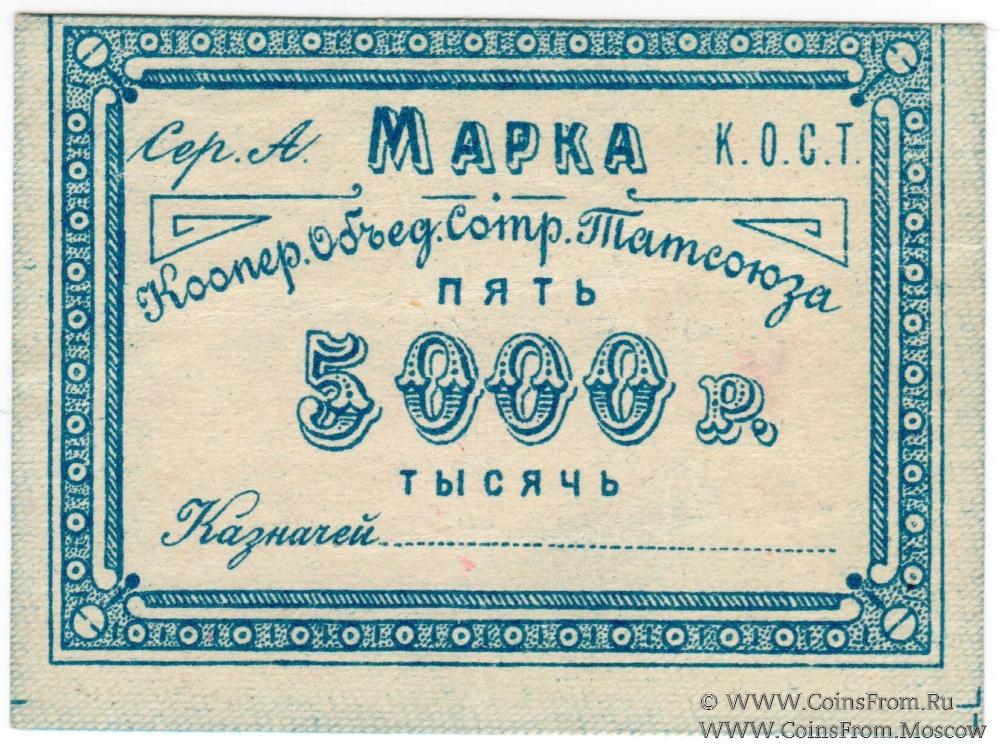 Сер. А. МАРКА К.О.С.Т.
Коопер. Объед. Сотр. Татсоюза
ПЯТЬ
5000 р.
ТЫСЯЧЬ
Казначей
© WWW.CoinsFrom.Ru
WWW.CoinsFrom.Moscow